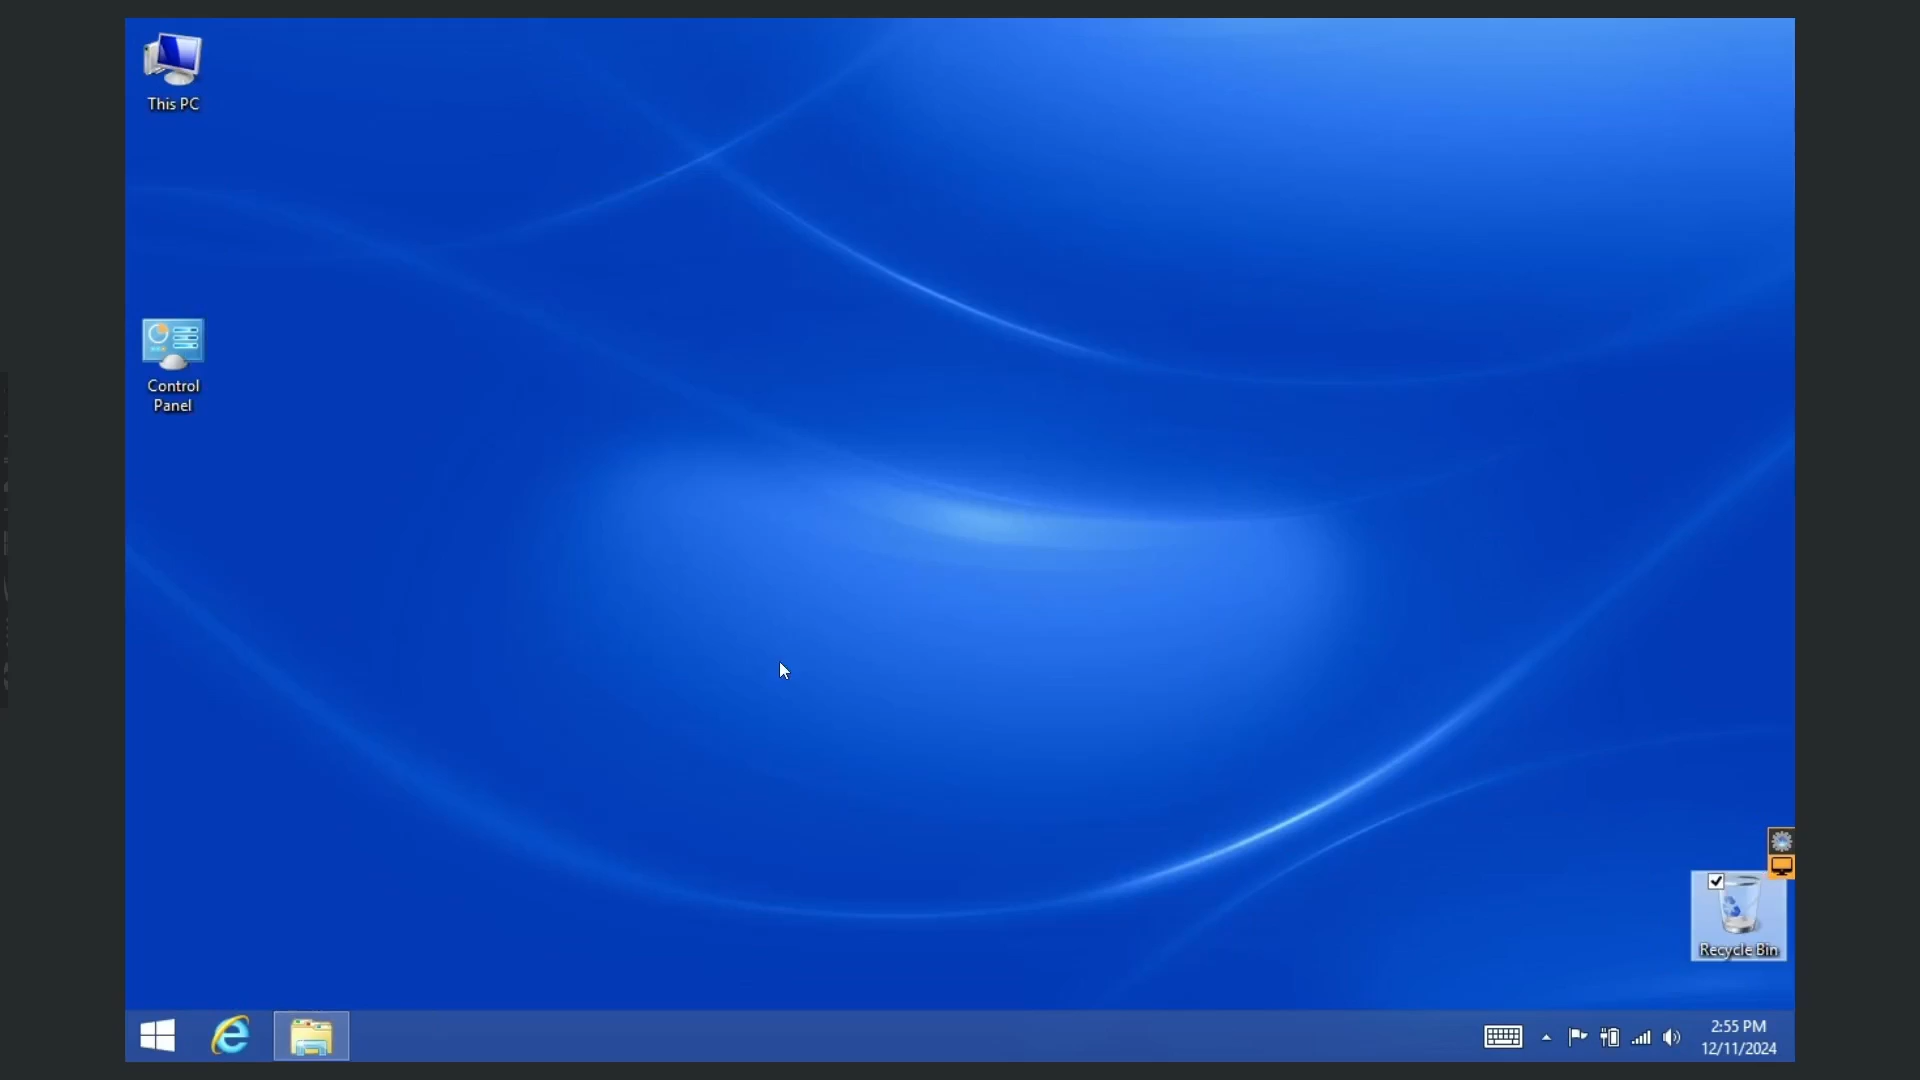 This PC
Control
Panel
Recycle Bin
2:55 PM
12/11/2024